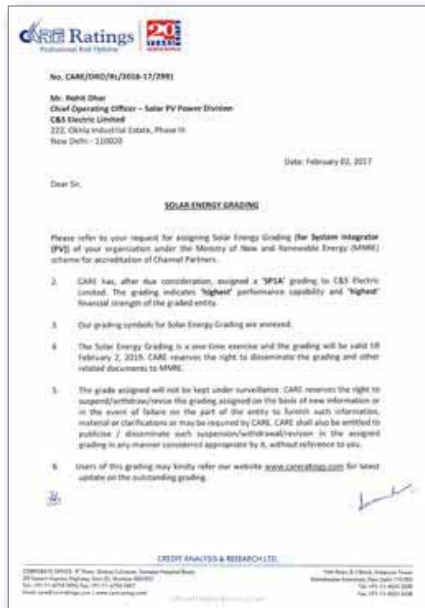 CARE Ratings
Professional Risk Opinion
20
YEARS
No. CARE/DRO/RL/2016-17/2991
Mr. Rohit Dhar
Chief Operating Officer – Solar PV Power Division
C&S Electric Limited
222, Okhla Industrial Estate, Phase III
New Delhi - 110020
Date: February 02, 2017
Dear Sir,
SOLAR ENERGY GRADING
Please refer to your request for assigning Solar Energy Grading (for System Integrator
(PV)) of your organisation under the Ministry of New and Renewable Energy (MNRE)
scheme for accreditation of Channel Partners.
2. CARE has, after due consideration, assigned a 'SP1A' grading to C&S Electric
Limited. The grading indicates 'highest' performance capability and 'highest'
financial strength of the graded entity.
3. Our grading symbols for Solar Energy Grading are annexed.
4. The Solar Energy Grading is a one-time exercise and the grading will be valid till
February 2, 2019. CARE reserves the right to disseminate the grading and other
related documents to MNRE.
5. The grade assigned will not be kept under surveillance. CARE reserves the right to
suspend/withdraw/revise the grading assigned on the basis of new information or
in the event of failure on the part of the entity to furnish such information,
material or clarifications as may be required by CARE. CARE shall also be entitled to
publicise / disseminate such suspension/withdrawal/revision in the assigned
grading in any manner considered appropriate by it, without reference to you.
6. Users of this grading may kindly refer our website www.careratings.com for latest
update on the outstanding grading.
CREDIT ANALYSIS & RESEARCH LTD.